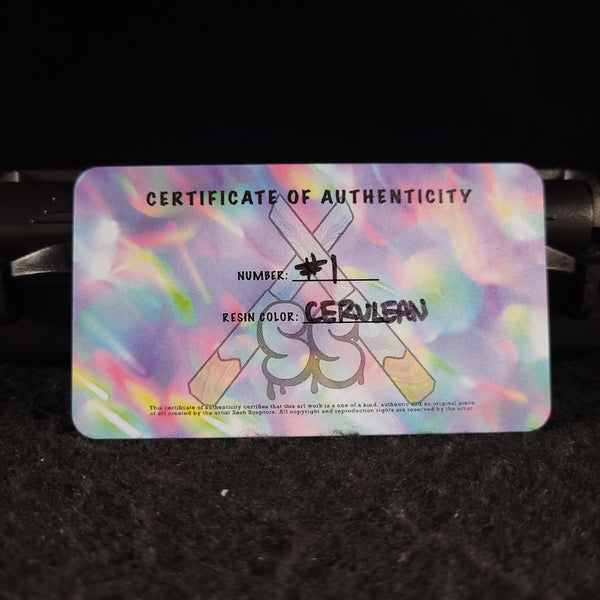 CERTIFICATE OF AUTHENTICITY
NUMBER: #1
RESIN COLOR: CERULEAN
SS
This certificate of authenticity certifies that this art work is a one of a kind, authentic and an original piece
of art created by the artist Sesh Scepters. All copyright and reproduction rights are reserved by the artist.